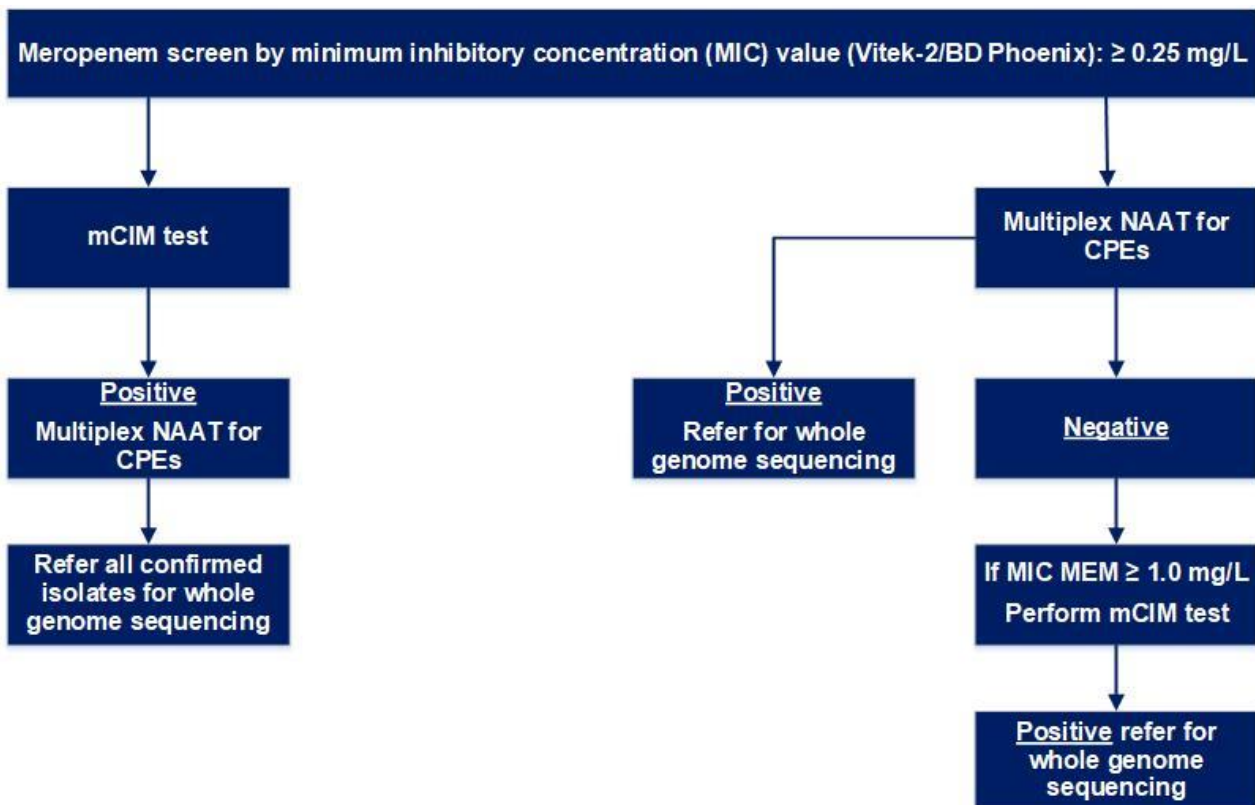 Meropenem screen by minimum inhibitory concentration (MIC) value (Vitek-2/BD Phoenix): ≥ 0.25 mg/L
mCIM test
Multiplex NAAT for
CPEs
Positive
Multiplex NAAT for
CPEs
Positive
Refer for whole
genome sequencing
Negative
Refer all confirmed
isolates for whole
genome sequencing
If MIC MEM ≥ 1.0 mg/L
Perform mCIM test
Positive refer for
whole genome
sequencing